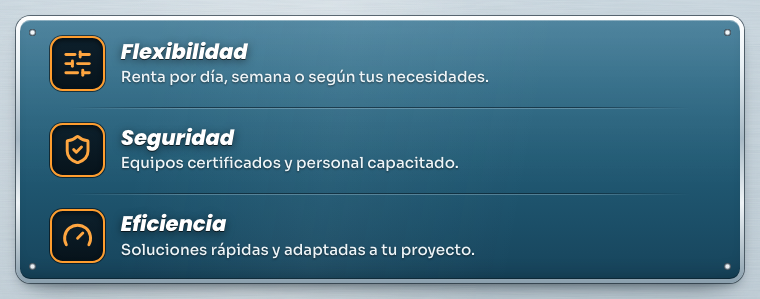 Flexibilidad
Renta por día, semana o según tus necesidades.
Seguridad
Equipos certificados y personal capacitado.
Eficiencia
Soluciones rápidas y adaptadas a tu proyecto.